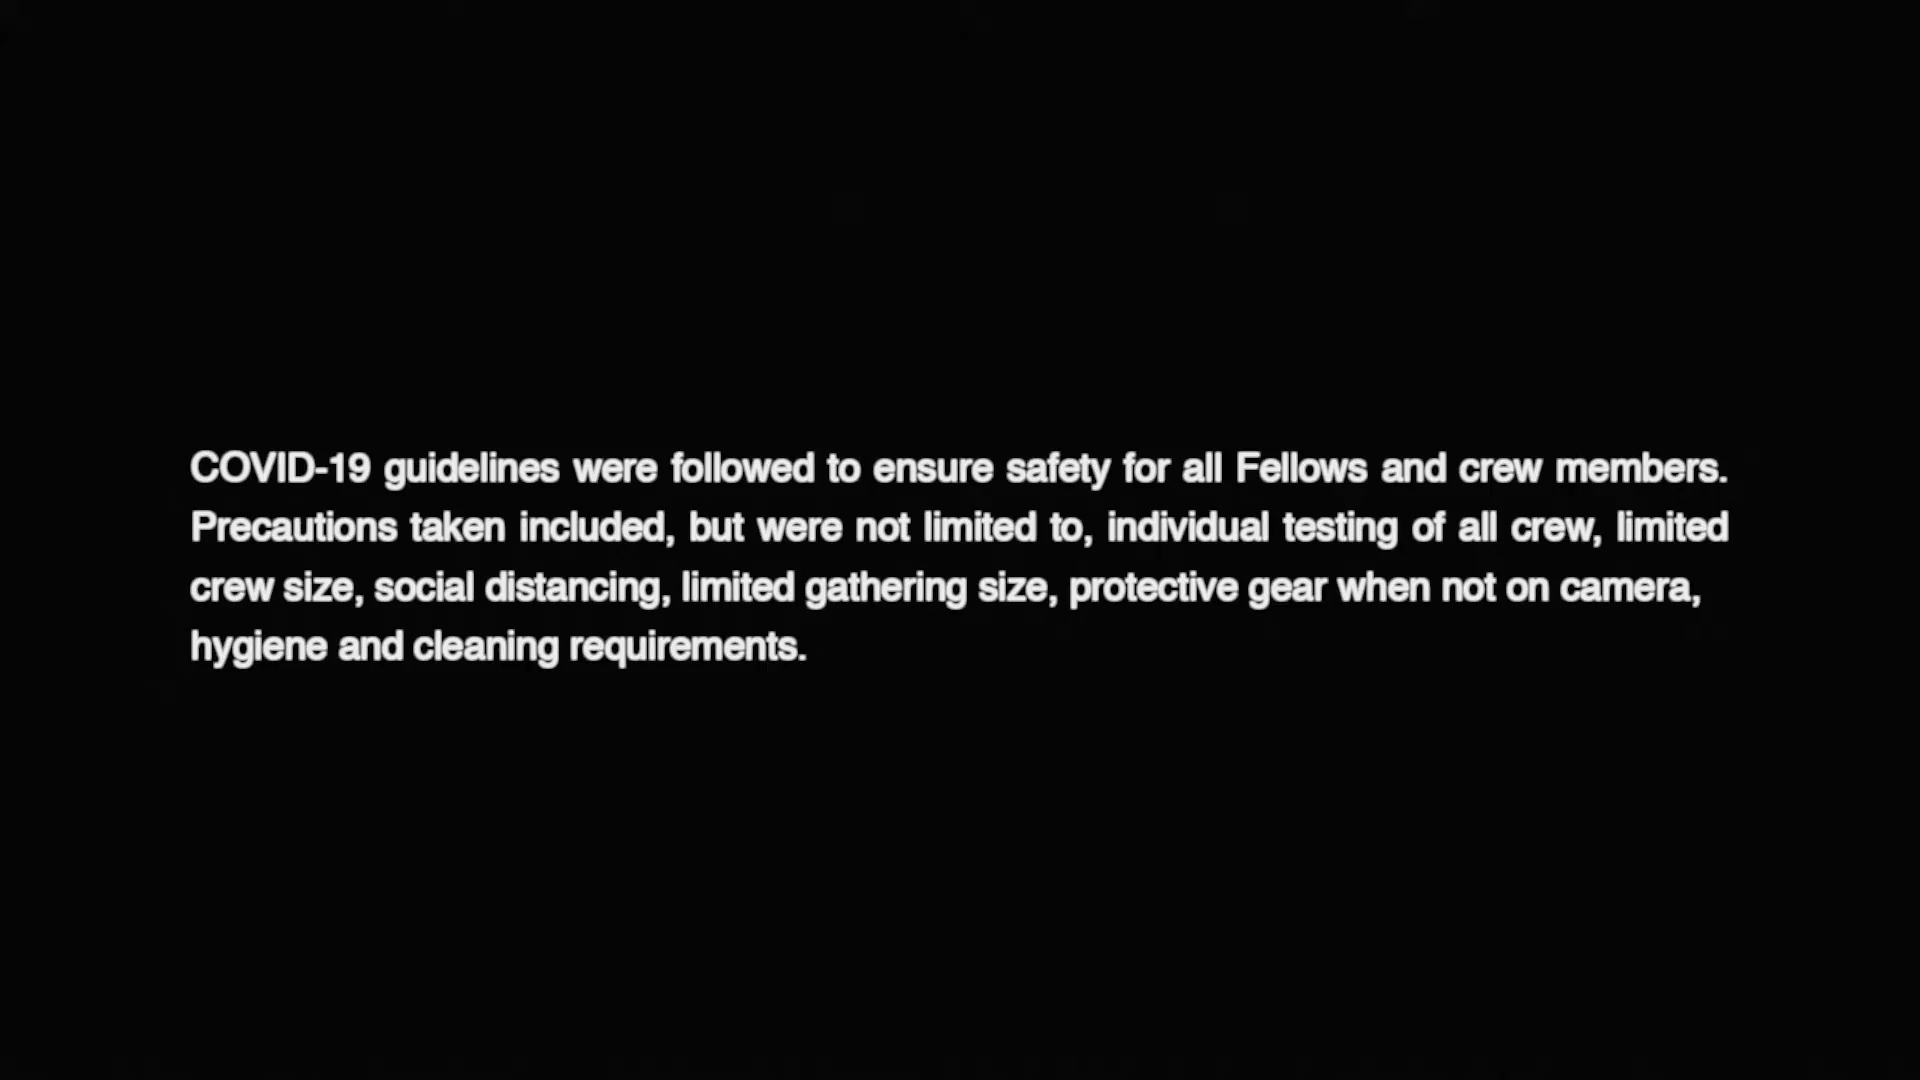 COVID-19 guidelines were followed to ensure safety for all Fellows and crew members.
Precautions taken included, but were not limited to, individual testing of all crew, limited
crew size, social distancing, limited gathering size, protective gear when not on camera,
hygiene and cleaning requirements.